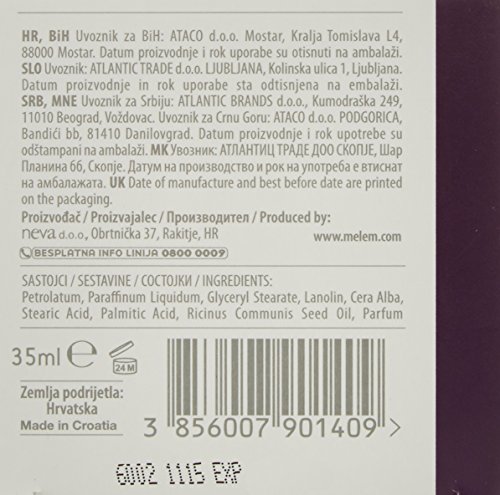 HR, BiH Uvoznik za BiH: ATACO d.o.o. Mostar, Kralja Tomislava L4,
88000 Mostar. Datum proizvodnje i rok uporabe su otisnuti na ambalaži.
SLO Uvoznik: ATLANTIC TRADE d.o.o. LJUBLJANA, Kolinska ulica 1, Ljubljana.
Datum proizvodnje in rok uporabe sta odtisnjena na embalaži.
SRB, MNE Uvoznik za Srbiju: ATLANTIC BRANDS d.o.o., Kumodraška 249,
11010 Beograd, Voždovac. Uvoznik za Crnu Goru: ATACO d.o.o. PODGORICA,
Bandići bb, 81410 Danilovgrad. Datum proizvodnje i rok upotrebe su
odštampani na ambalaži. MK Увозник: АТЛАНТИЦ ТРАДЕ ДОО СКОПЈЕ, Шар
Планина 66, Скопје. Датум на производство и рок на употреба е втиснат
на амбалажата. UK Date of manufacture and best before date are printed
on the packaging.
Proizvođač / Proizvajalec / Производител / Produced by:
neva d.o.o., Obrtnička 37, Rakitje, HR www.melem.com
BESPLATNA INFO LINIJA 0800 0009
SASTOJCI / SESTAVINE / СОСТОЈКИ / INGREDIENTS:
Petrolatum, Paraffinum Liquidum, Glyceryl Stearate, Lanolin, Cera Alba,
Stearic Acid, Palmitic Acid, Ricinus Communis Seed Oil, Parfum
35ml e 24 M
Zemlja podrijetla:
Hrvatska
Made in Croatia
3 856007 901409 >
6002 1115 EXP